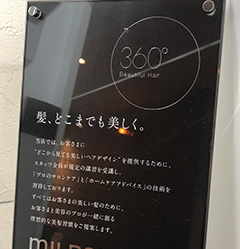 360°
Beautiful Hair
髪、どこまでも美しく。
当店では、お客さまに
"どこから見ても美しいヘアデザイン"を提供するために、
スタッフ全員が規定の講習を受講し、
「プロのサロンケア」と「ホームケアアドバイス」の技術を
習得しております。
すべてはお客さまの美しい髪のために、
お客さまと美容のプロが一緒に創る
理想的な美髪習慣をご提案します。